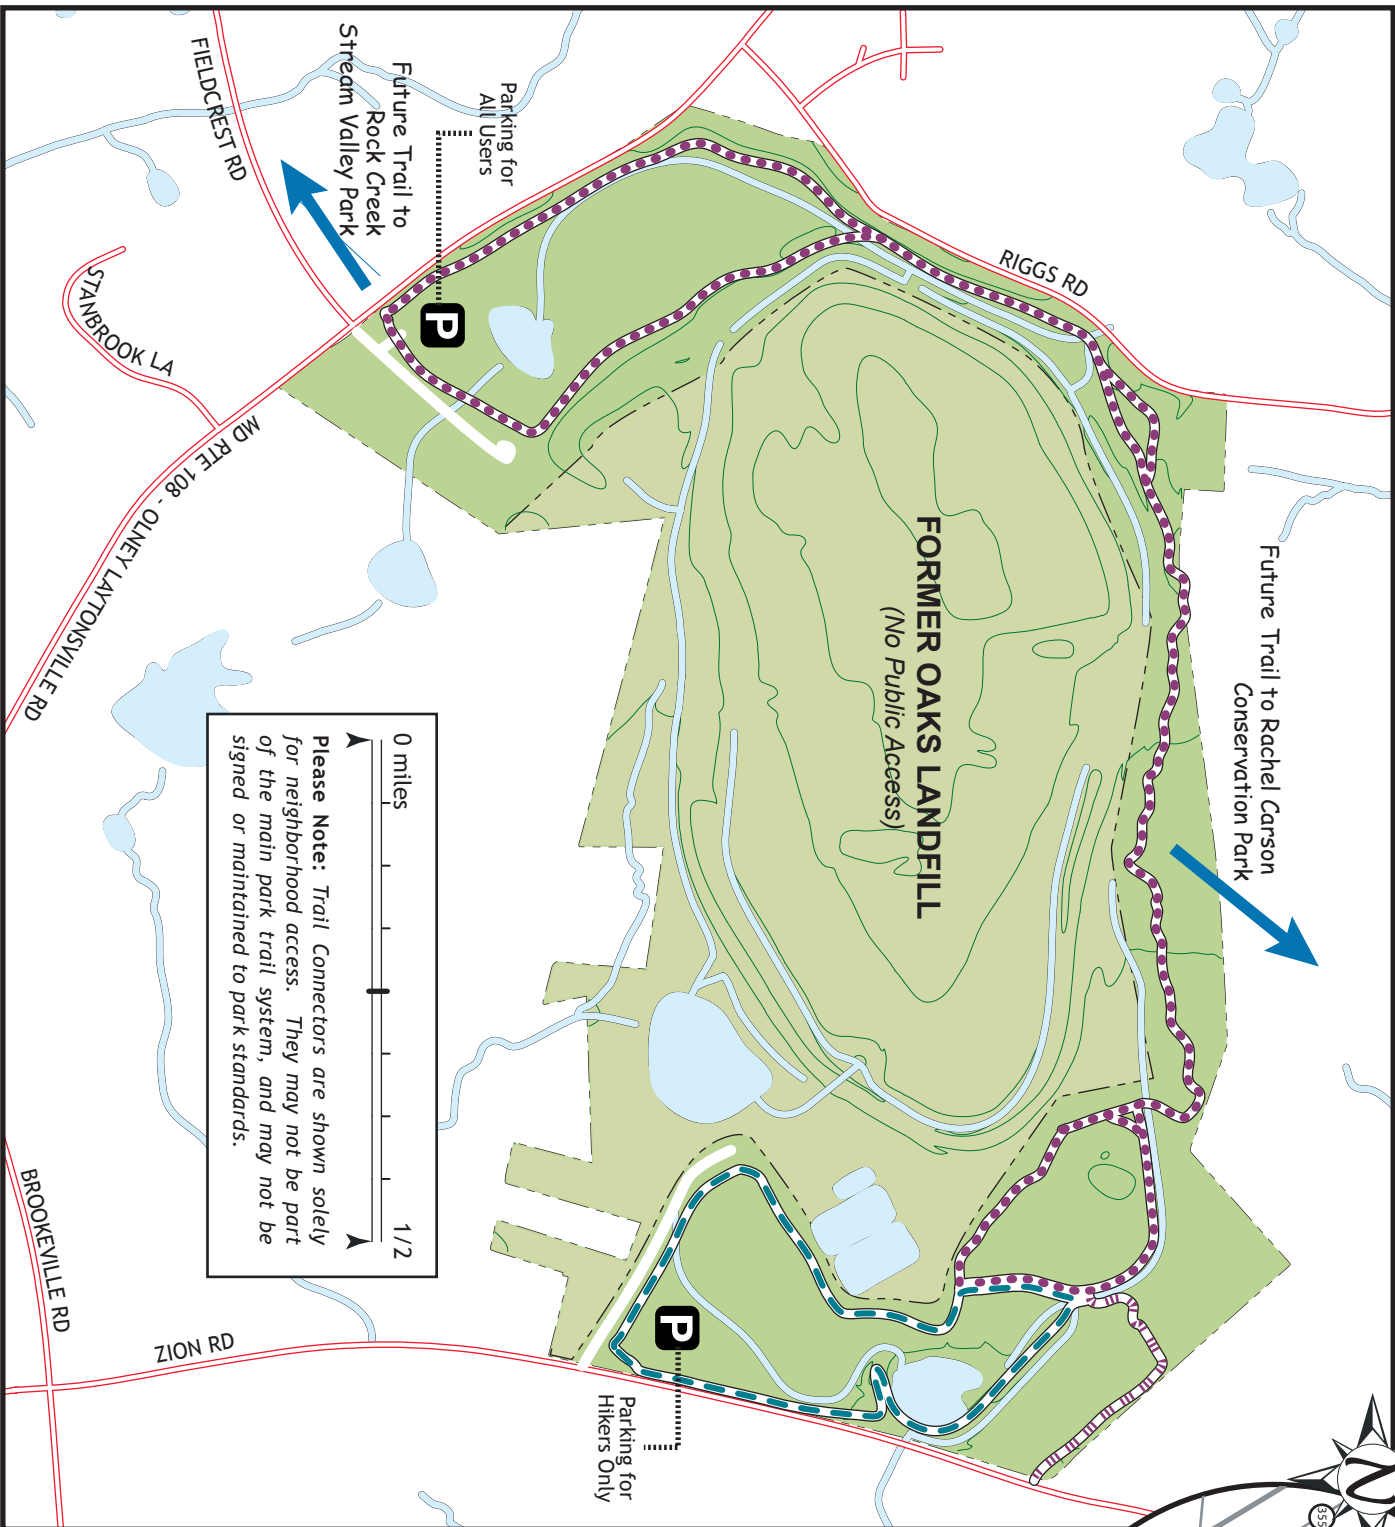 FIELDCREST RD
Future Trail to
Rock Creek
Stream Valley Park
Parking for
All Users
P
STANBROOK LA
MD RTE 108 - OLNEY LAYTONSVILLE RD
RIGGS RD
FORMER OAKS LANDFILL
(No Public Access)
Future Trail to Rachel Carson
Conservation Park
0 miles
1/2
Please Note: Trail Connectors are shown solely
for neighborhood access. They may not be part
of the main park trail system, and may not be
signed or maintained to park standards.
BROOKEVILLE RD
ZION RD
P
Parking for
Hikers Only
N
355